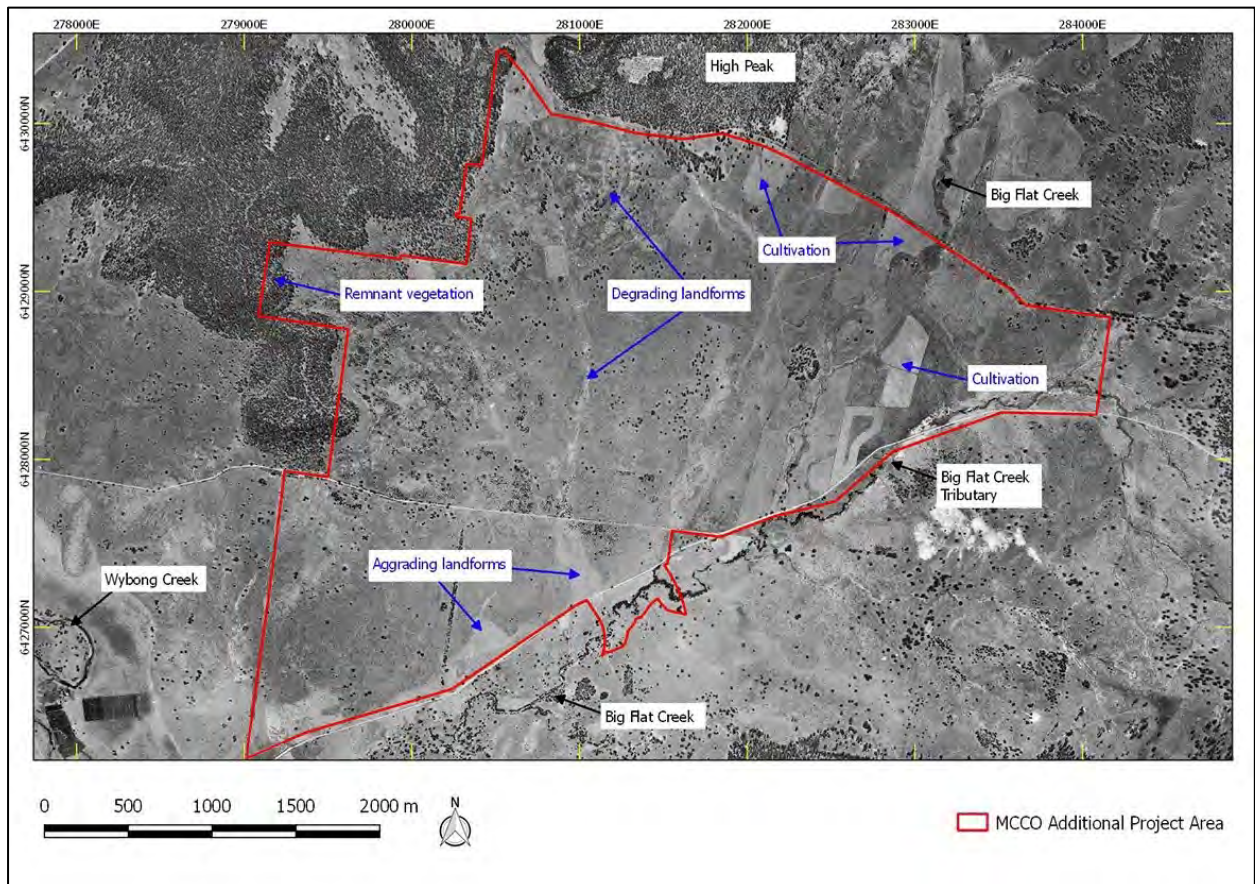 278000E 279000E 280000E 281000E 282000E 283000E 284000E
High Peak
6430000N
Big Flat Creek
Cultivation
6429000N
Remnant vegetation
Degrading landforms
Cultivation
6428000N
Big Flat Creek
Tributary
Aggrading landforms
Wybong Creek
6427000N
Big Flat Creek
0 500 1000 1500 2000 m
N
MCCO Additional Project Area